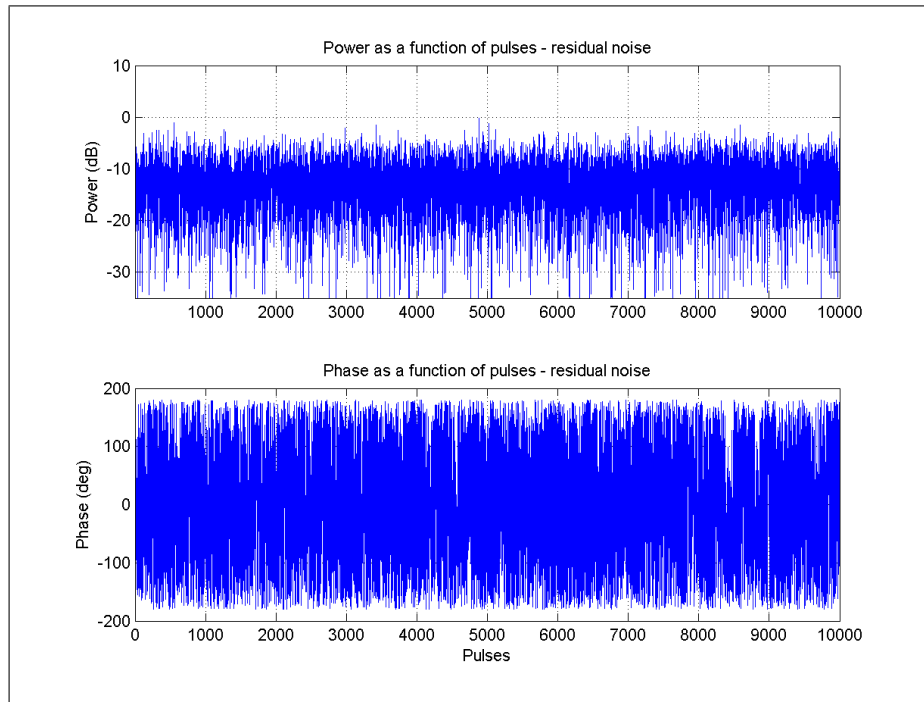 Power as a function of pulses - residual noise
10
0
-10
-20
-30
Power (dB)
1000 2000 3000 4000 5000 6000 7000 8000 9000 10000
Phase as a function of pulses - residual noise
200
100
0
-100
-200
Phase (deg)
0 1000 2000 3000 4000 5000 6000 7000 8000 9000 10000
Pulses